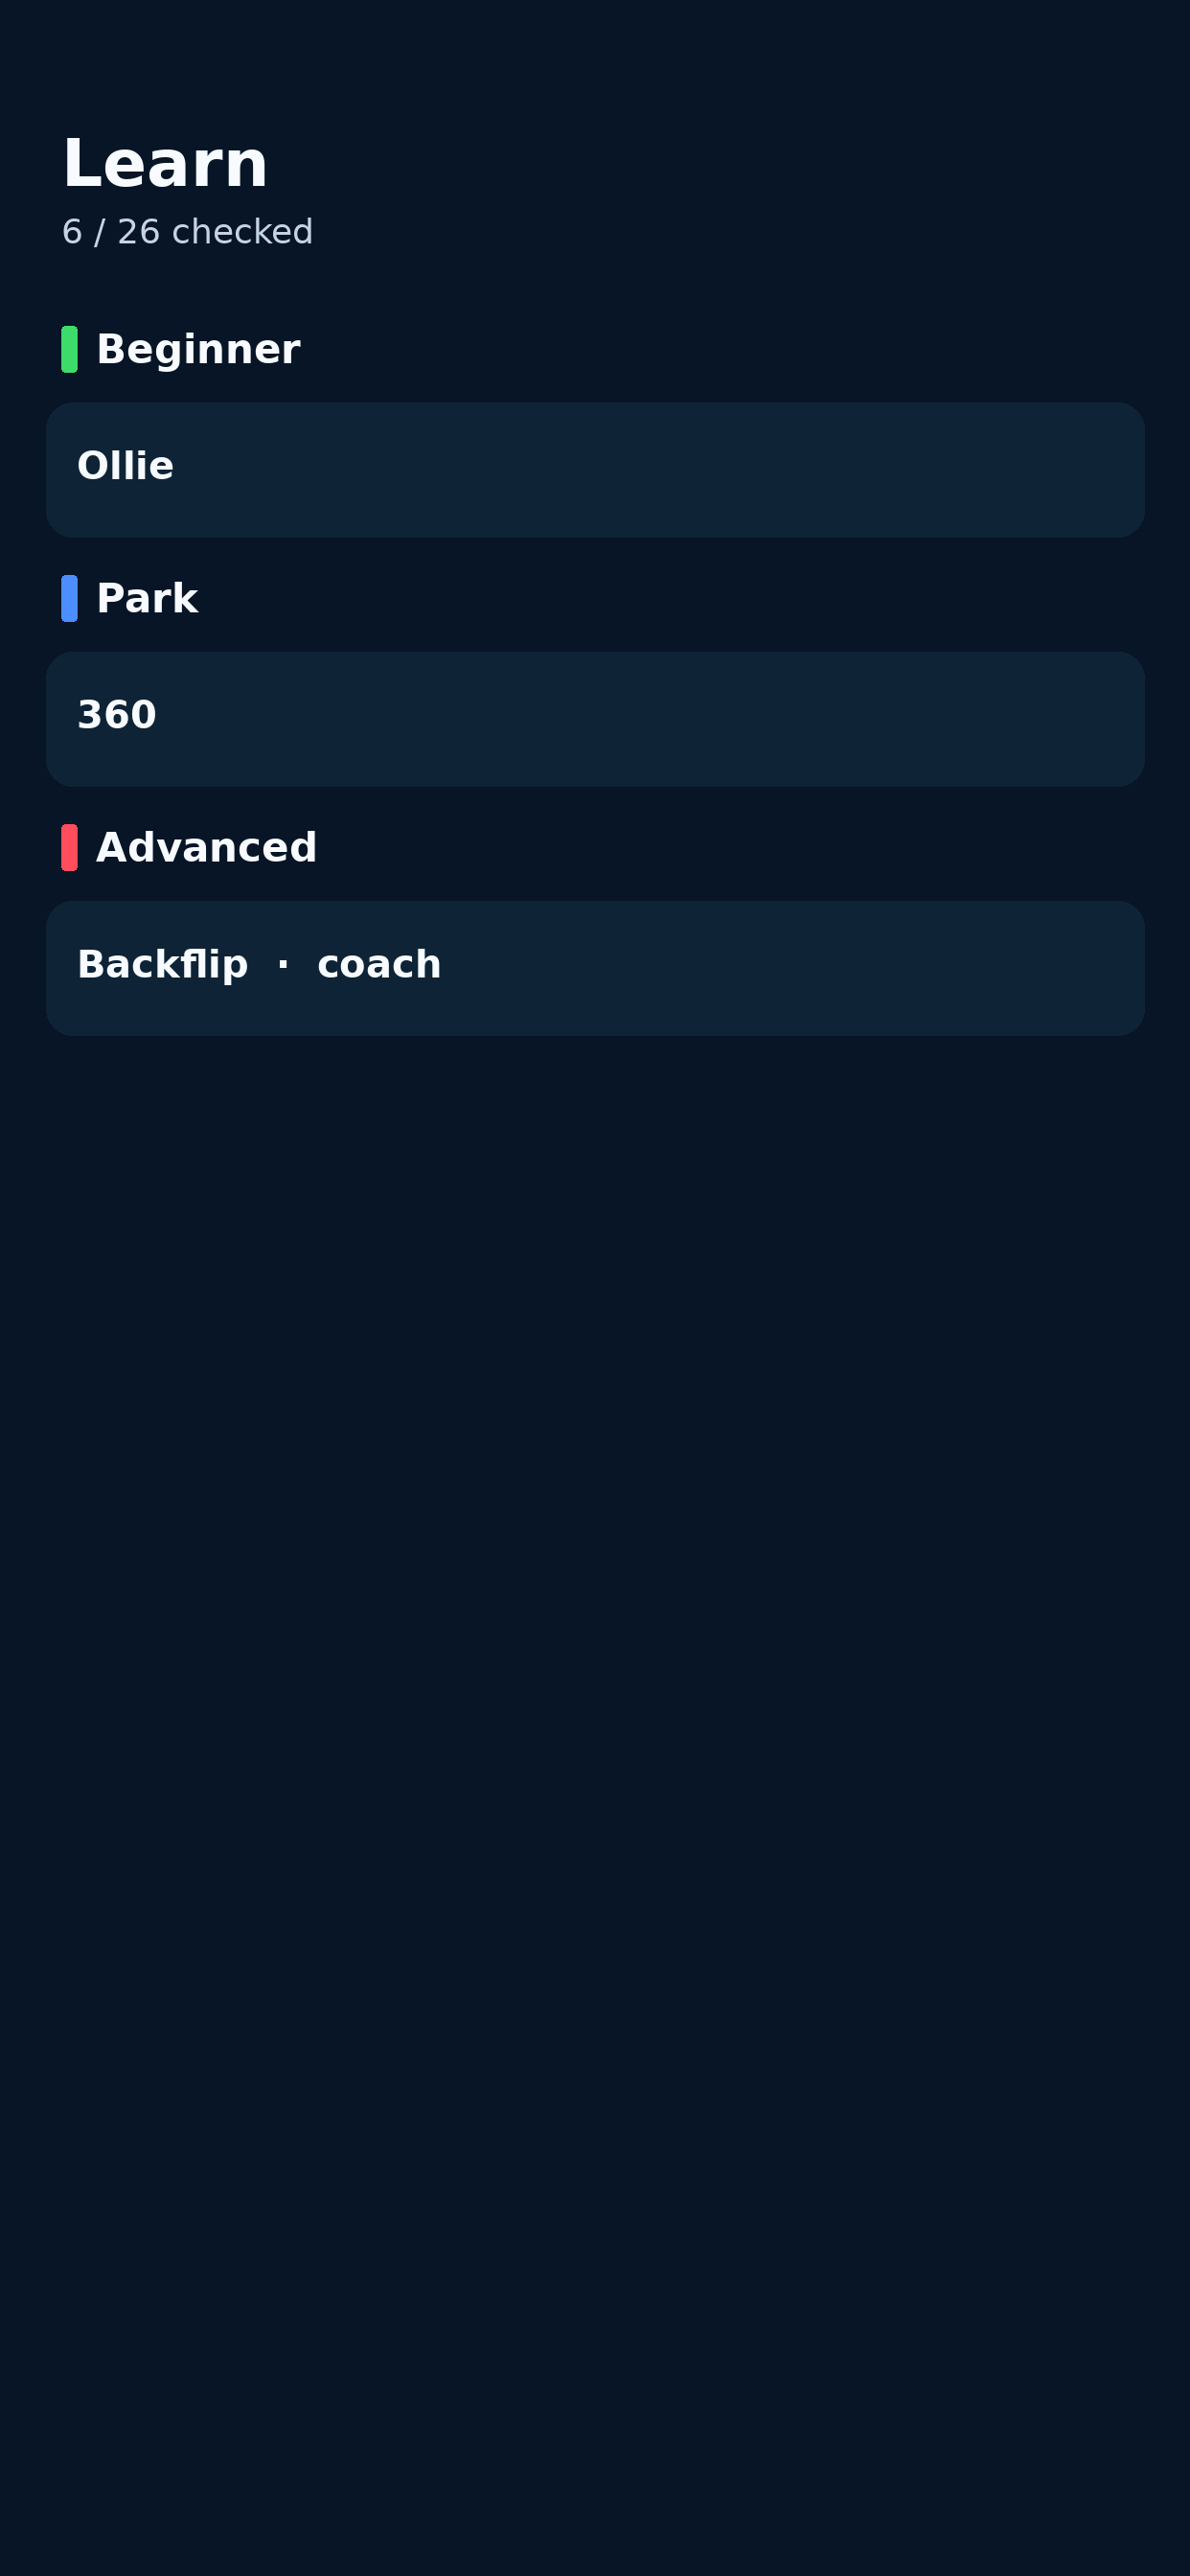 Learn
6 / 26 checked
Beginner
Ollie
Park
360
Advanced
Backflip · coach